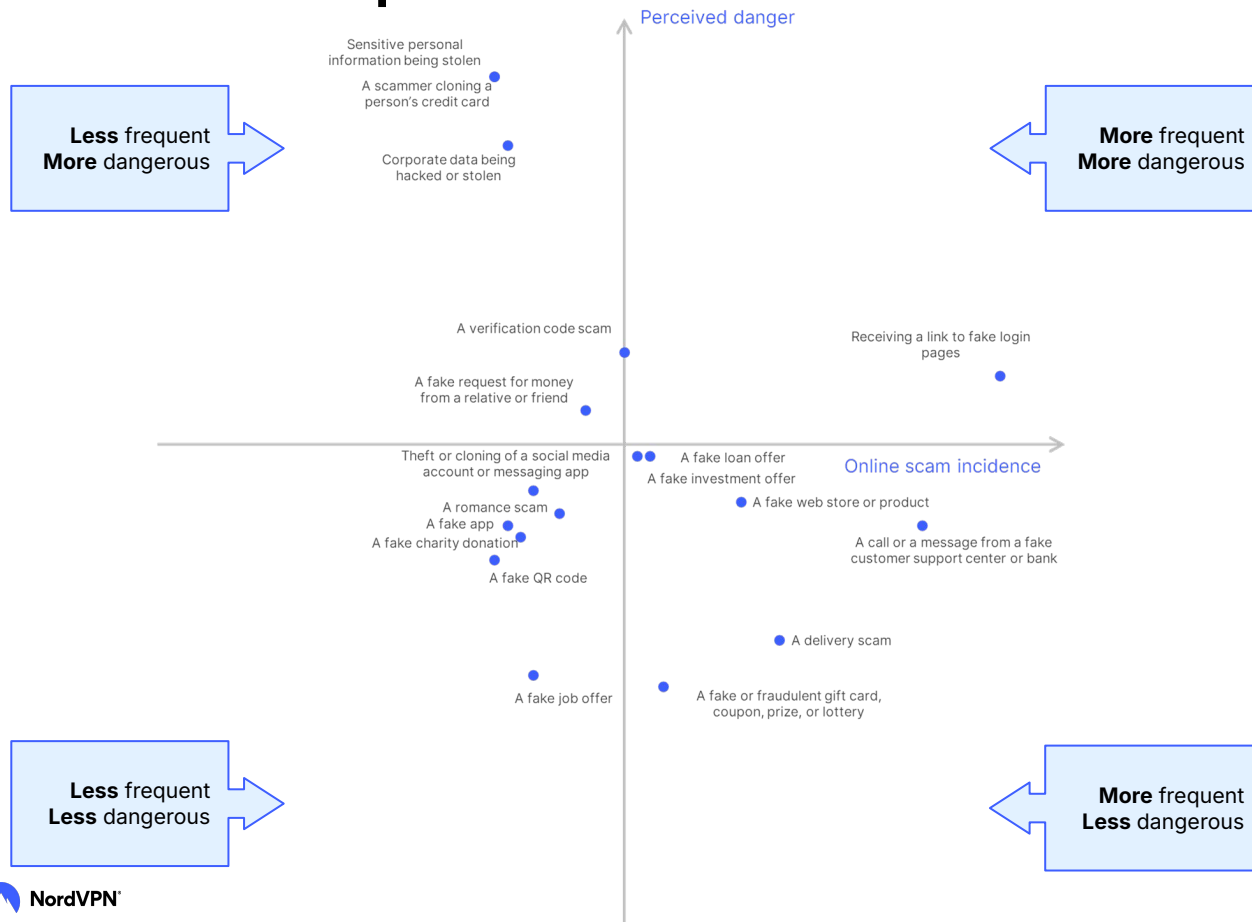 Perceived danger
Sensitive personal
information being stolen
A scammer cloning a
person's credit card
Less frequent
More dangerous
More frequent
More dangerous
Corporate data being
hacked or stolen
A verification code scam
Receiving a link to fake login
pages
A fake request for money
from a relative or friend
Theft or cloning of a social media
account or messaging app
A fake loan offer
Online scam incidence
A fake investment offer
A romance scam
A fake web store or product
A fake app
A fake charity donation
A call or a message from a fake
customer support center or bank
A fake QR code
A delivery scam
A fake job offer
A fake or fraudulent gift card,
coupon, prize, or lottery
Less frequent
Less dangerous
More frequent
Less dangerous
NordVPN®